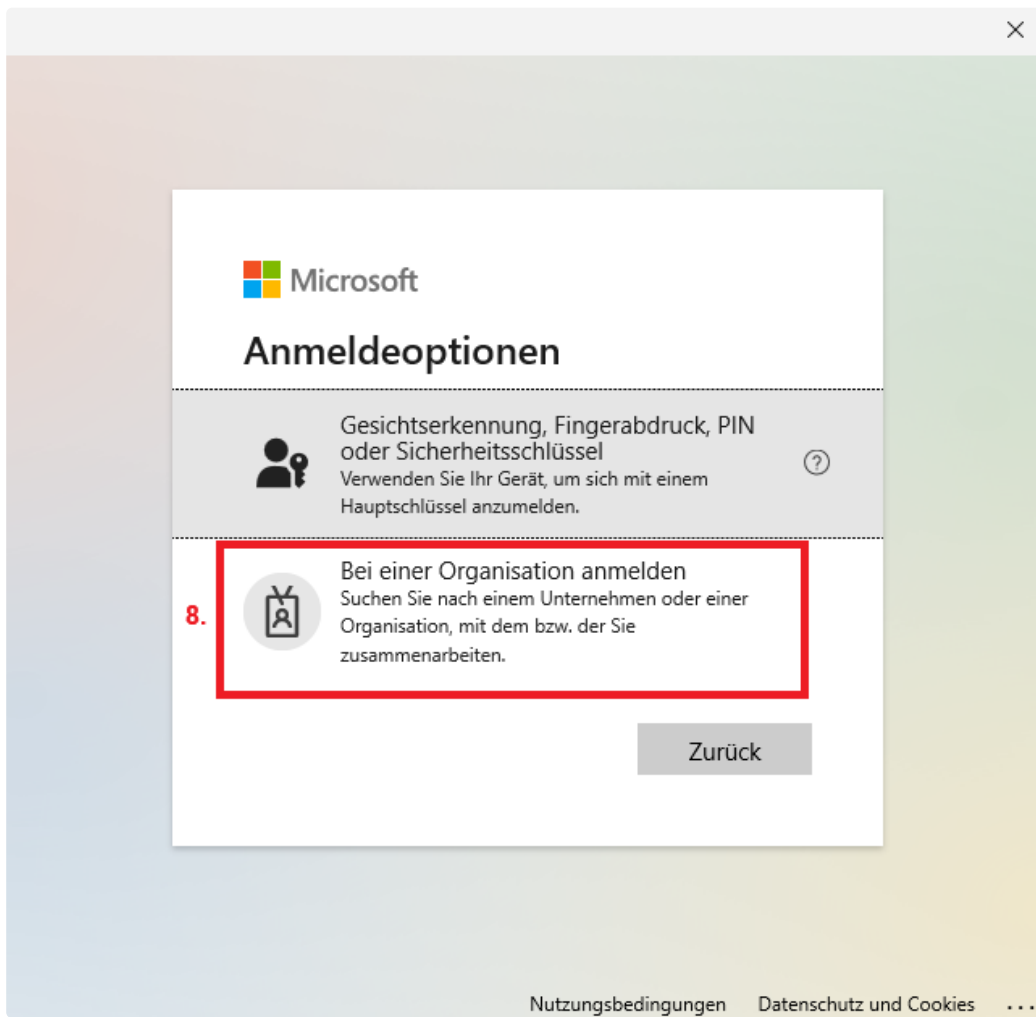 Microsoft
Anmeldeoptionen
Gesichtserkennung, Fingerabdruck, PIN
oder Sicherheitsschlüssel
Verwenden Sie Ihr Gerät, um sich mit einem
Hauptschlüssel anzumelden.
8.
Bei einer Organisation anmelden
Suchen Sie nach einem Unternehmen oder einer
Organisation, mit dem bzw. der Sie
zusammenarbeiten.
Zurück
Nutzungsbedingungen Datenschutz und Cookies ...